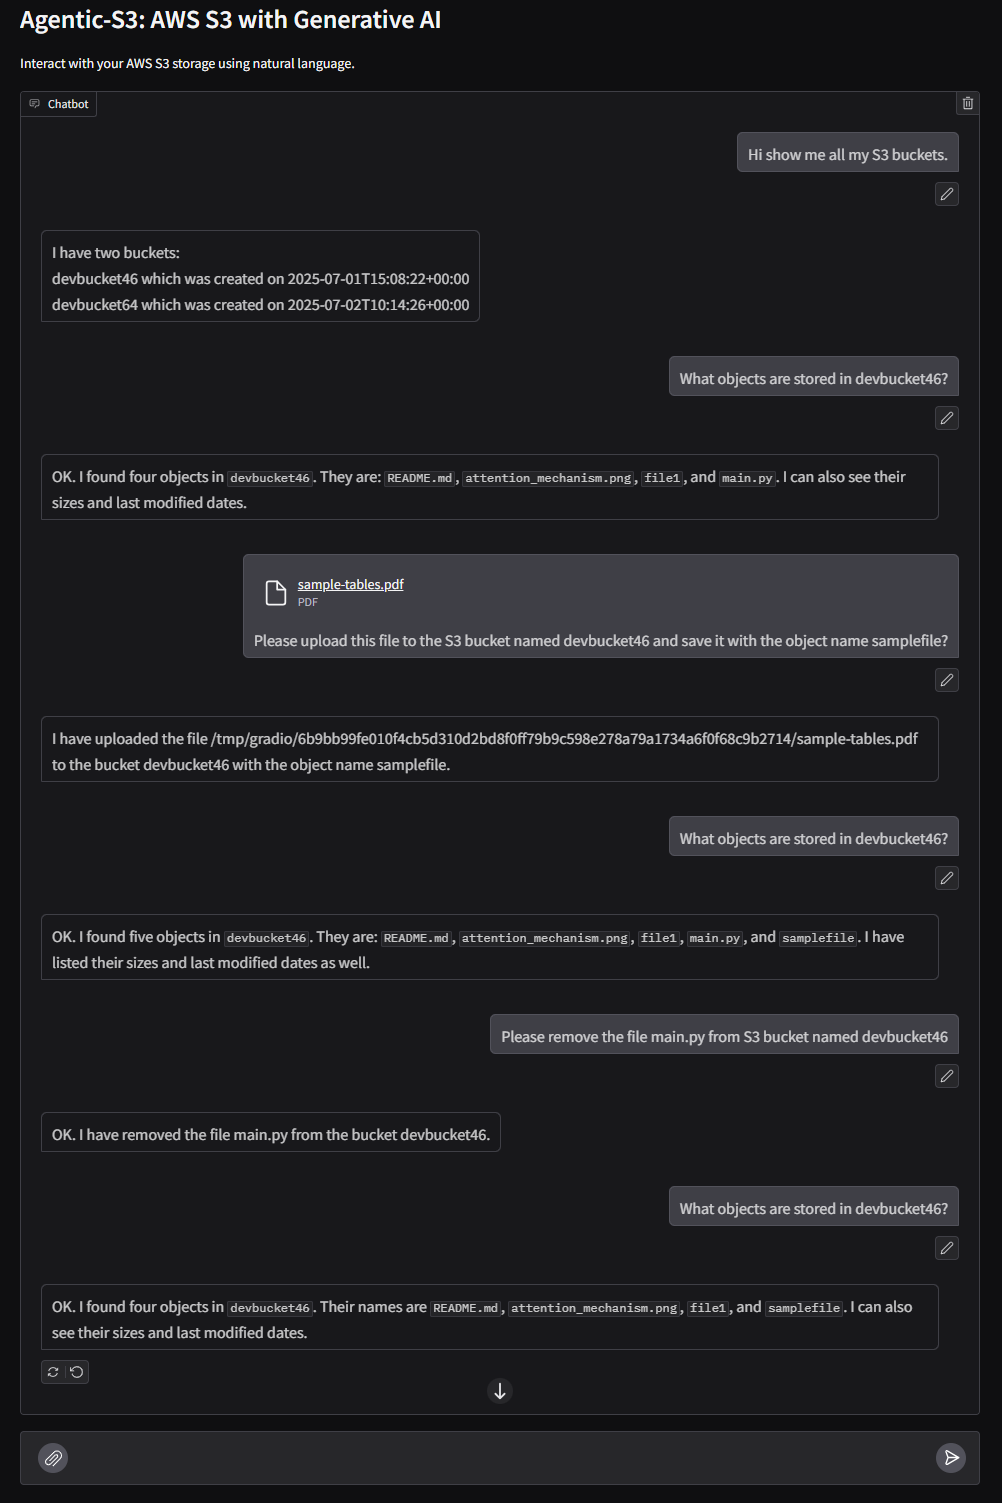 Agentic-S3: AWS S3 with Generative AI
Interact with your AWS S3 storage using natural language.
Chatbot
Hi show me all my S3 buckets.
I have two buckets:
devbucket46 which was created on 2025-07-01T15:08:22+00:00
devbucket64 which was created on 2025-07-02T10:14:26+00:00
What objects are stored in devbucket46?
OK. I found four objects in devbucket46. They are: README.md, attention_mechanism.png, file1, and main.py. I can also see their
sizes and last modified dates.
sample-tables.pdf
PDF
Please upload this file to the S3 bucket named devbucket46 and save it with the object name samplefile?
I have uploaded the file /tmp/gradio/6b9bb99fe010f4cb5d310d2bd8f0ff79b9c598e278a79a1734a6f0f68c9b2714/sample-tables.pdf
to the bucket devbucket46 with the object name samplefile.
What objects are stored in devbucket46?
OK. I found five objects in devbucket46. They are: README.md, attention_mechanism.png, file1, main.py, and samplefile. I have
listed their sizes and last modified dates as well.
Please remove the file main.py from S3 bucket named devbucket46
OK. I have removed the file main.py from the bucket devbucket46.
What objects are stored in devbucket46?
OK. I found four objects in devbucket46. Their names are README.md, attention_mechanism.png, file1, and samplefile. I can also
see their sizes and last modified dates.